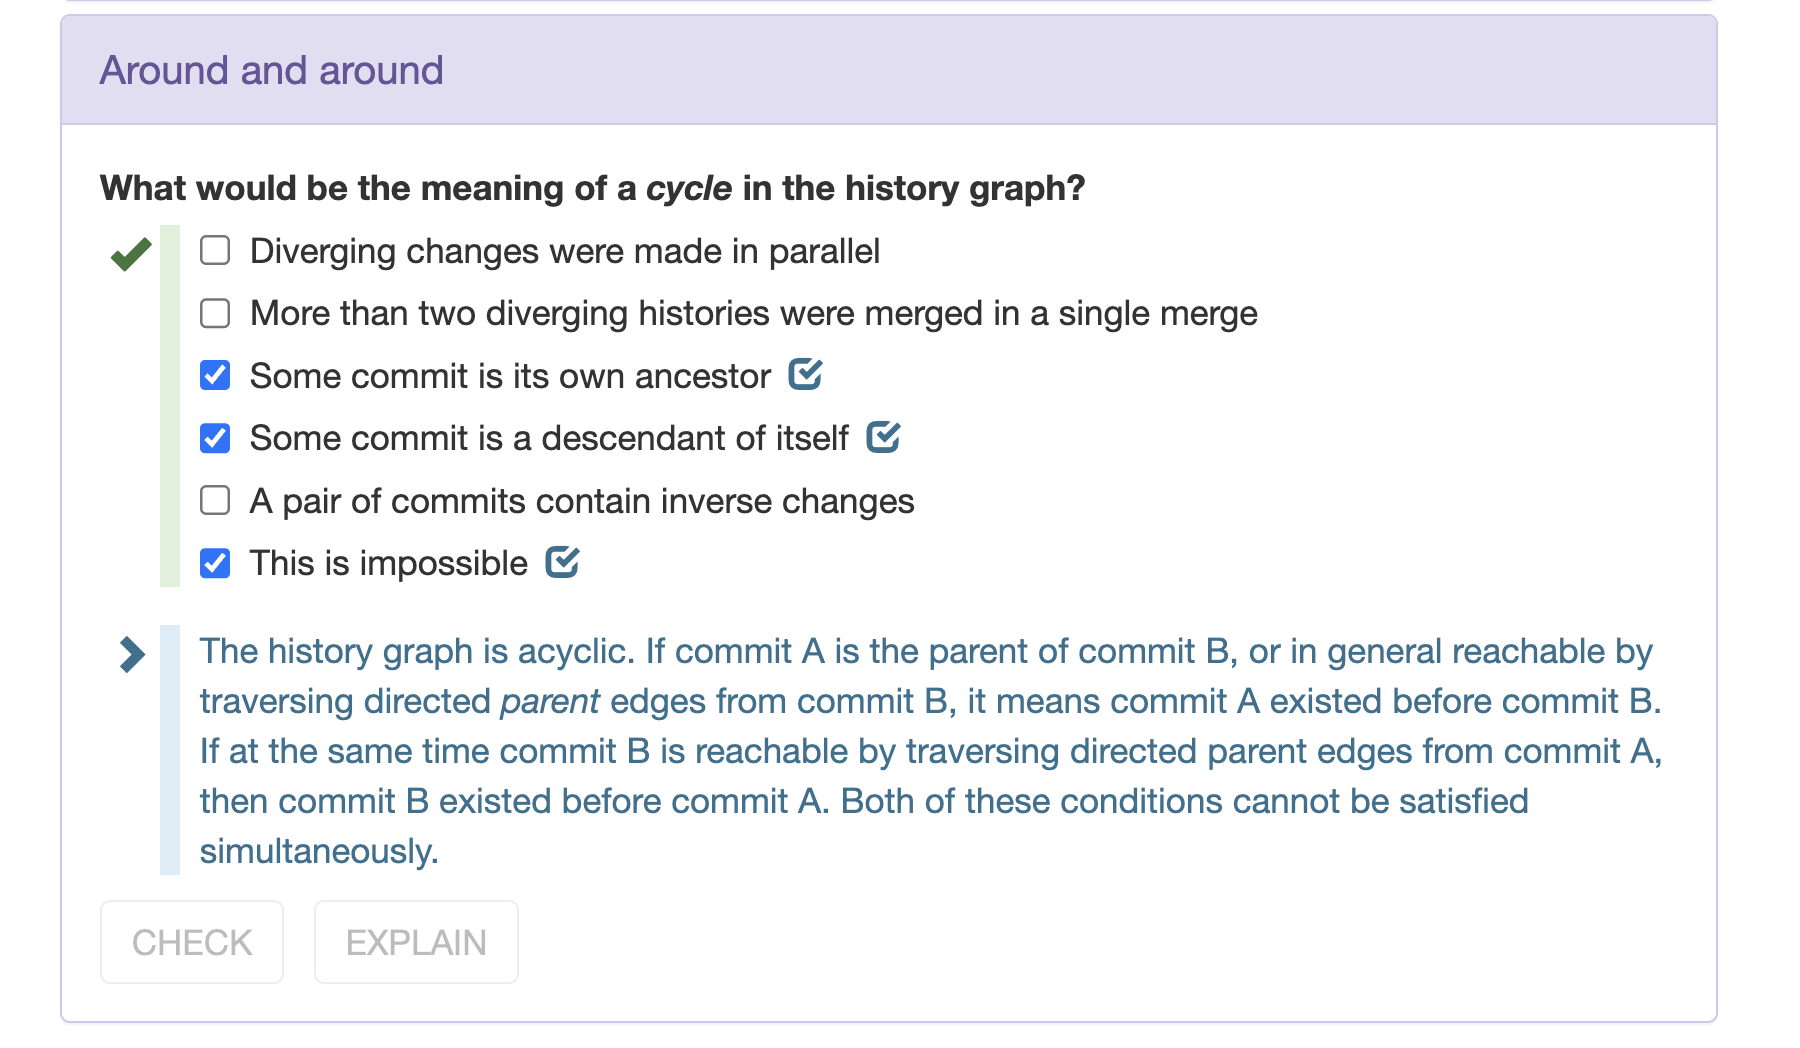 Around and around
What would be the meaning of a cycle in the history graph?
Diverging changes were made in parallel
More than two diverging histories were merged in a single merge
Some commit is its own ancestor
Some commit is a descendant of itself
A pair of commits contain inverse changes
This is impossible
The history graph is acyclic. If commit A is the parent of commit B, or in general reachable by
traversing directed parent edges from commit B, it means commit A existed before commit B.
If at the same time commit B is reachable by traversing directed parent edges from commit A,
then commit B existed before commit A. Both of these conditions cannot be satisfied
simultaneously.
CHECK EXPLAIN